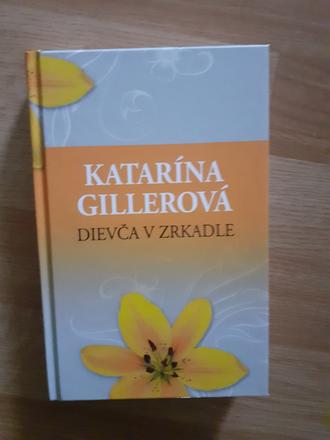 KATARÍNA
GILLEROVÁ
DIEVČA V ZRKADLE